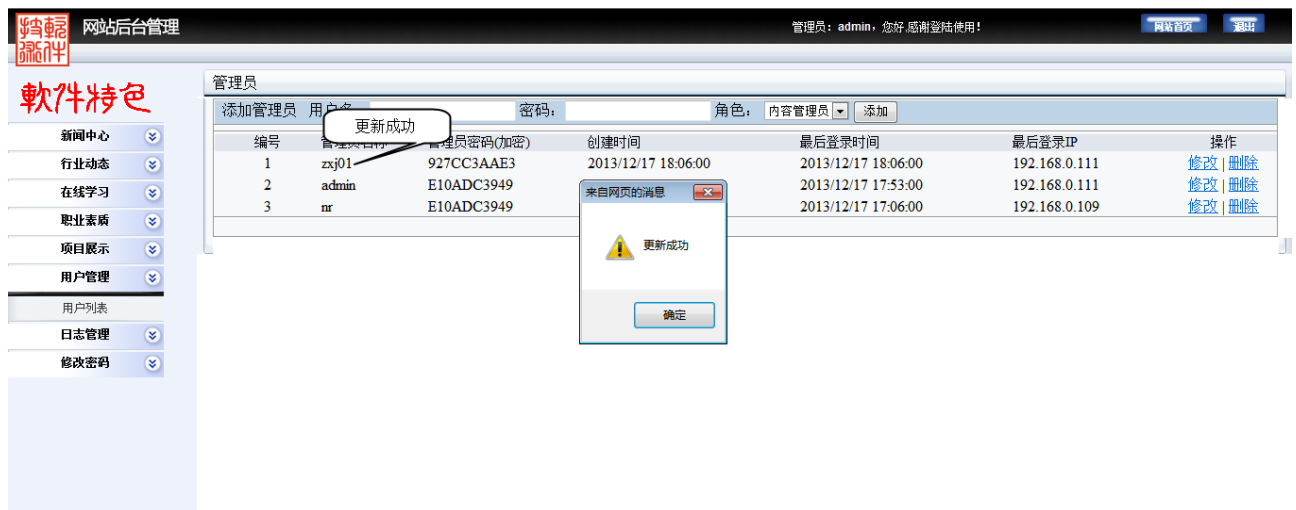 网站后台管理
管理员：admin，您好,感谢登陆使用！
网站首页
退出
軟件特色
管理员
添加管理员 用户名 密码： 角色： 内容管理员 添加
更新成功
编号 管理员名称 管理员密码(加密) 创建时间 最后登录时间 最后登录IP 操作
1 zxj01 927CC3AAE3 2013/12/17 18:06:00 2013/12/17 18:06:00 192.168.0.111 修改 | 删除
2 admin E10ADC3949 2013/12/17 17:53:00 192.168.0.111 修改 | 删除
3 nr E10ADC3949 2013/12/17 17:06:00 192.168.0.109 修改 | 删除
新闻中心
行业动态
在线学习
职业素质
项目展示
用户管理
用户列表
日志管理
修改密码
来自网页的消息
更新成功
确定